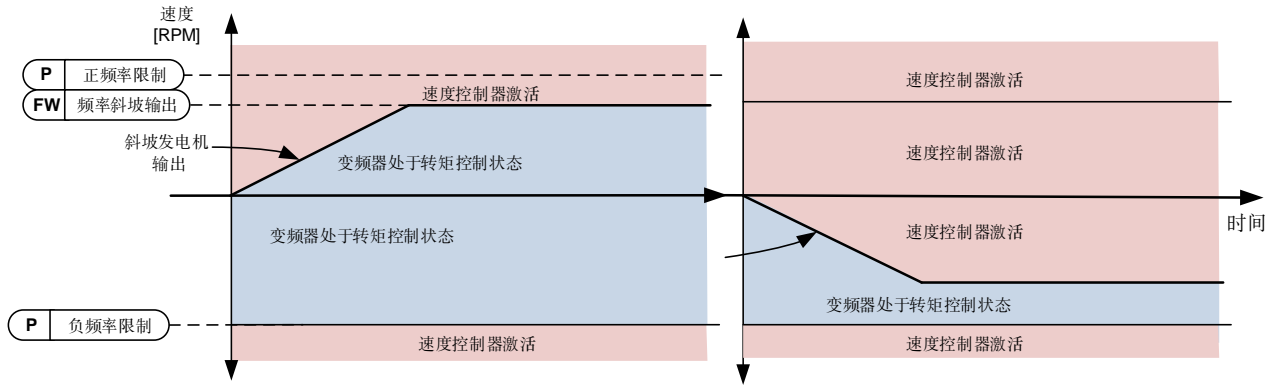 速度
[RPM]
P 正频率限制
FW 频率斜坡输出
斜坡发电机
输出
速度控制器激活
变频器处于转矩控制状态
变频器处于转矩控制状态
P 负频率限制
速度控制器激活
速度控制器激活
速度控制器激活
速度控制器激活
时间
变频器处于转矩控制状态
速度控制器激活